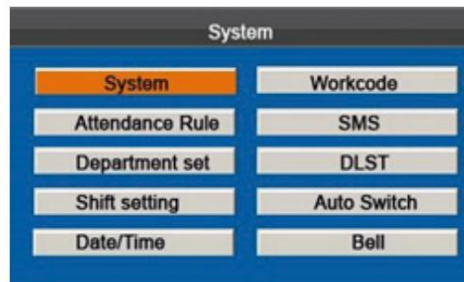 System
System
Workcode
Attendance Rule
SMS
Department set
DLST
Shift setting
Auto Switch
Date/Time
Bell